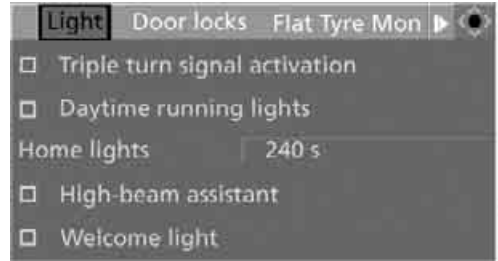 Light Door locks Flat Tyre Mon
Triple turn signal activation
Daytime running lights
Home lights 240 s
High-beam assistant
Welcome light